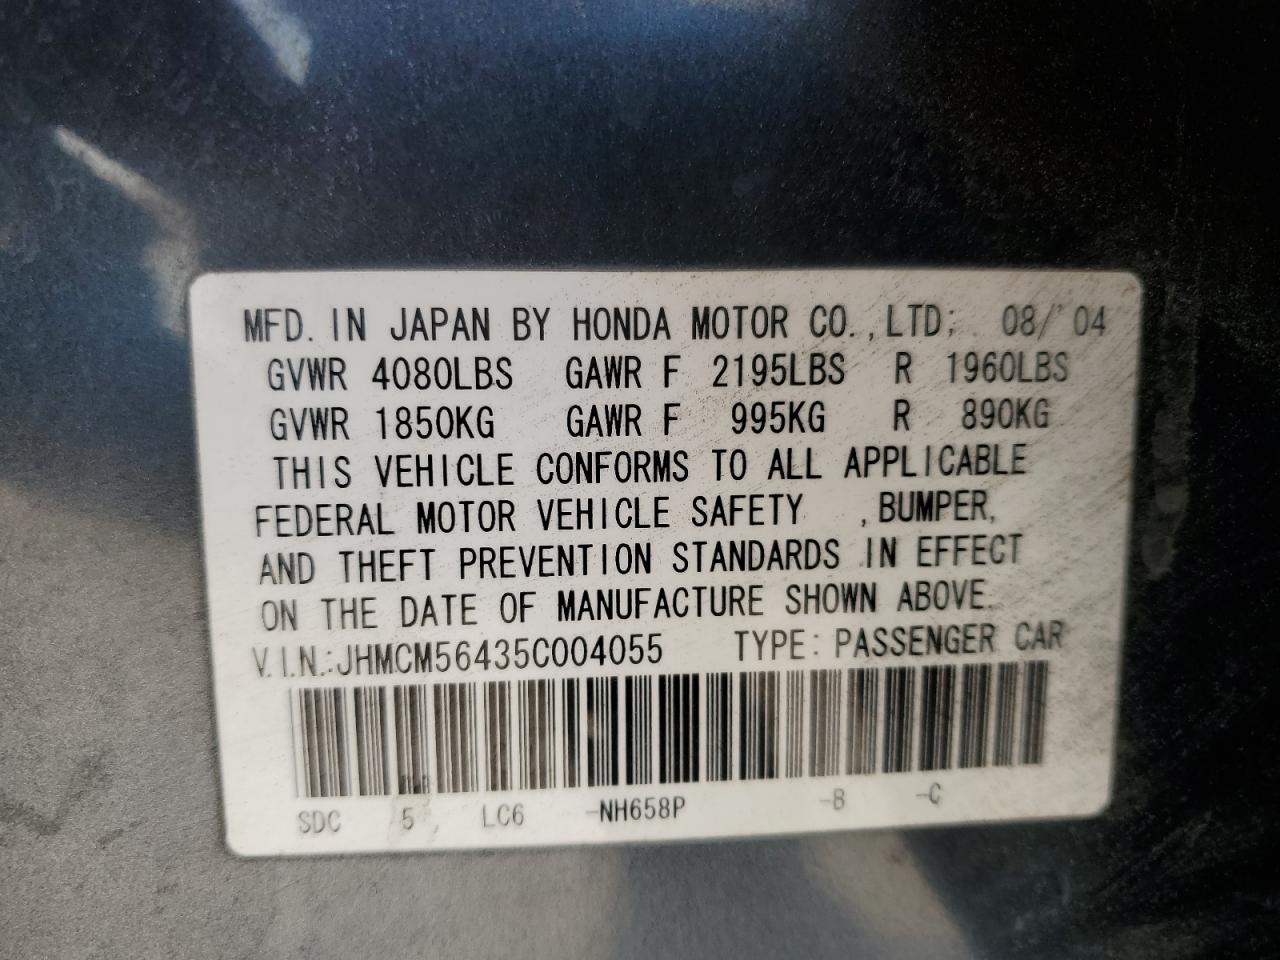 MFD. IN JAPAN BY HONDA MOTOR CO.,LTD; 08/'04
GVWR 4080LBS GAWR F 2195LBS R 1960LBS
GVWR 1850KG GAWR F 995KG R 890KG
THIS VEHICLE CONFORMS TO ALL APPLICABLE
FEDERAL MOTOR VEHICLE SAFETY ,BUMPER,
AND THEFT PREVENTION STANDARDS IN EFFECT
ON THE DATE OF MANUFACTURE SHOWN ABOVE.
V.I.N.:JHMCM56435C004055 TYPE: PASSENGER CAR
SDC 5 LC6 -NH658P -B -C